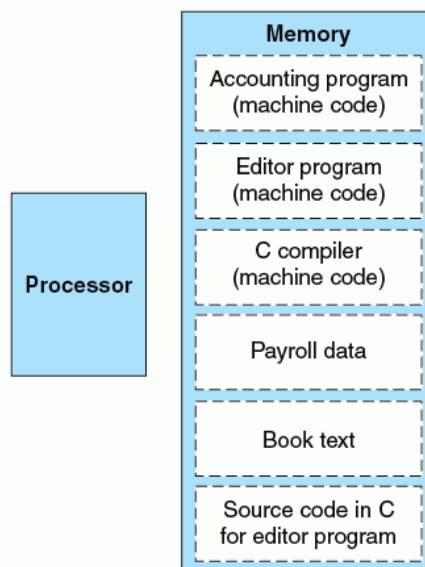 Memory
Accounting program
(machine code)
Editor program
(machine code)
C compiler
(machine code)
Processor
Payroll data
Book text
Source code in C
for editor program